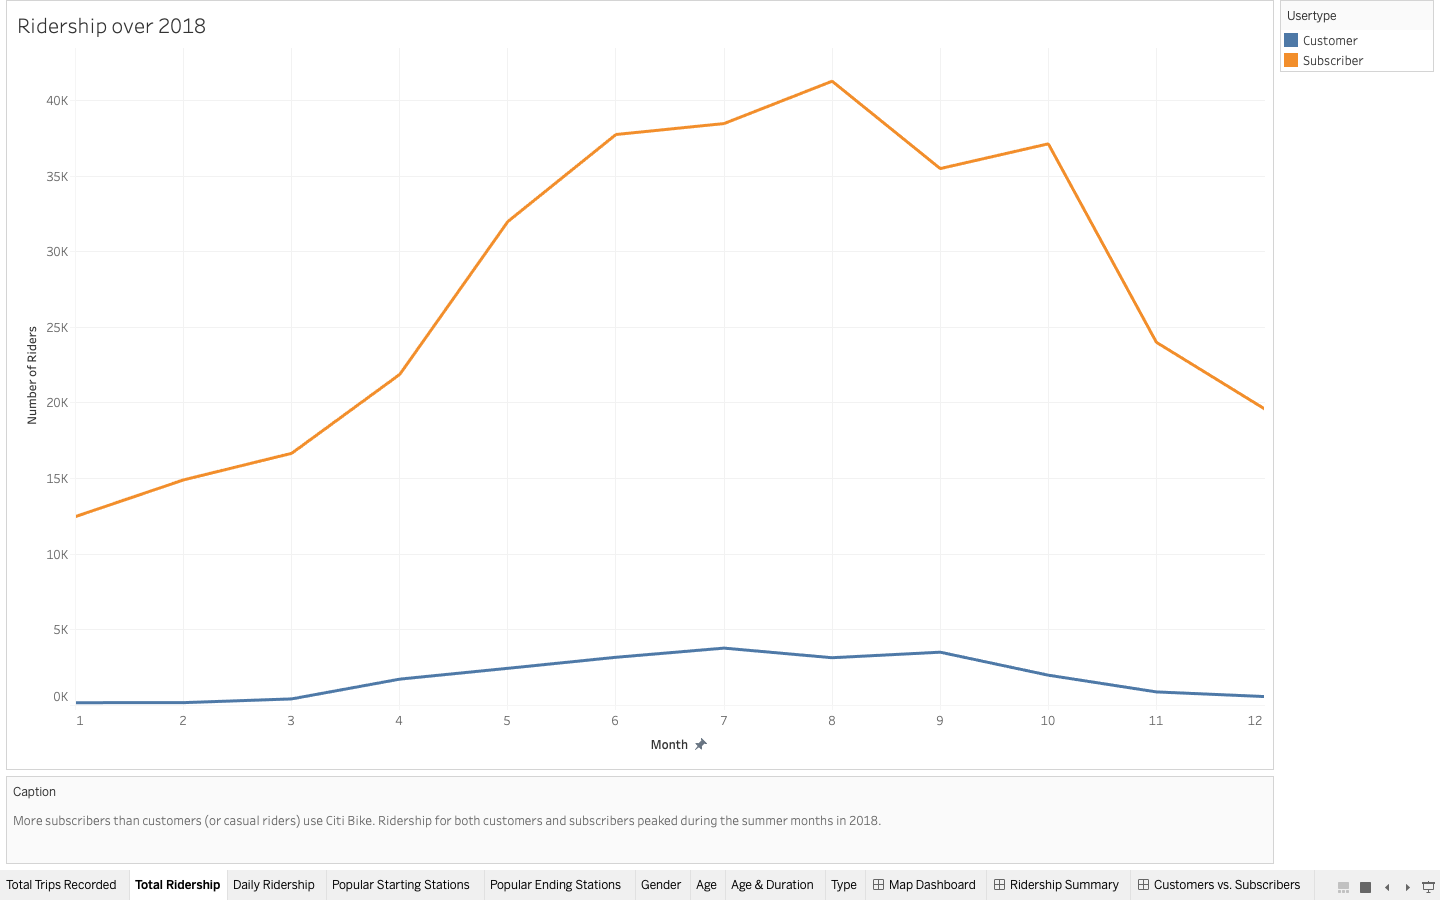 Ridership over 2018
Usertype
Customer
Subscriber
40K
35K
30K
25K
20K
15K
10K
5K
0K
Number of Riders
1 2 3 4 5 6 7 8 9 10 11 12
Month
Caption
More subscribers than customers (or casual riders) use Citi Bike. Ridership for both customers and subscribers peaked during the summer months in 2018.
Total Trips Recorded Total Ridership Daily Ridership Popular Starting Stations Popular Ending Stations Gender Age Age & Duration Type Map Dashboard Ridership Summary Customers vs. Subscribers